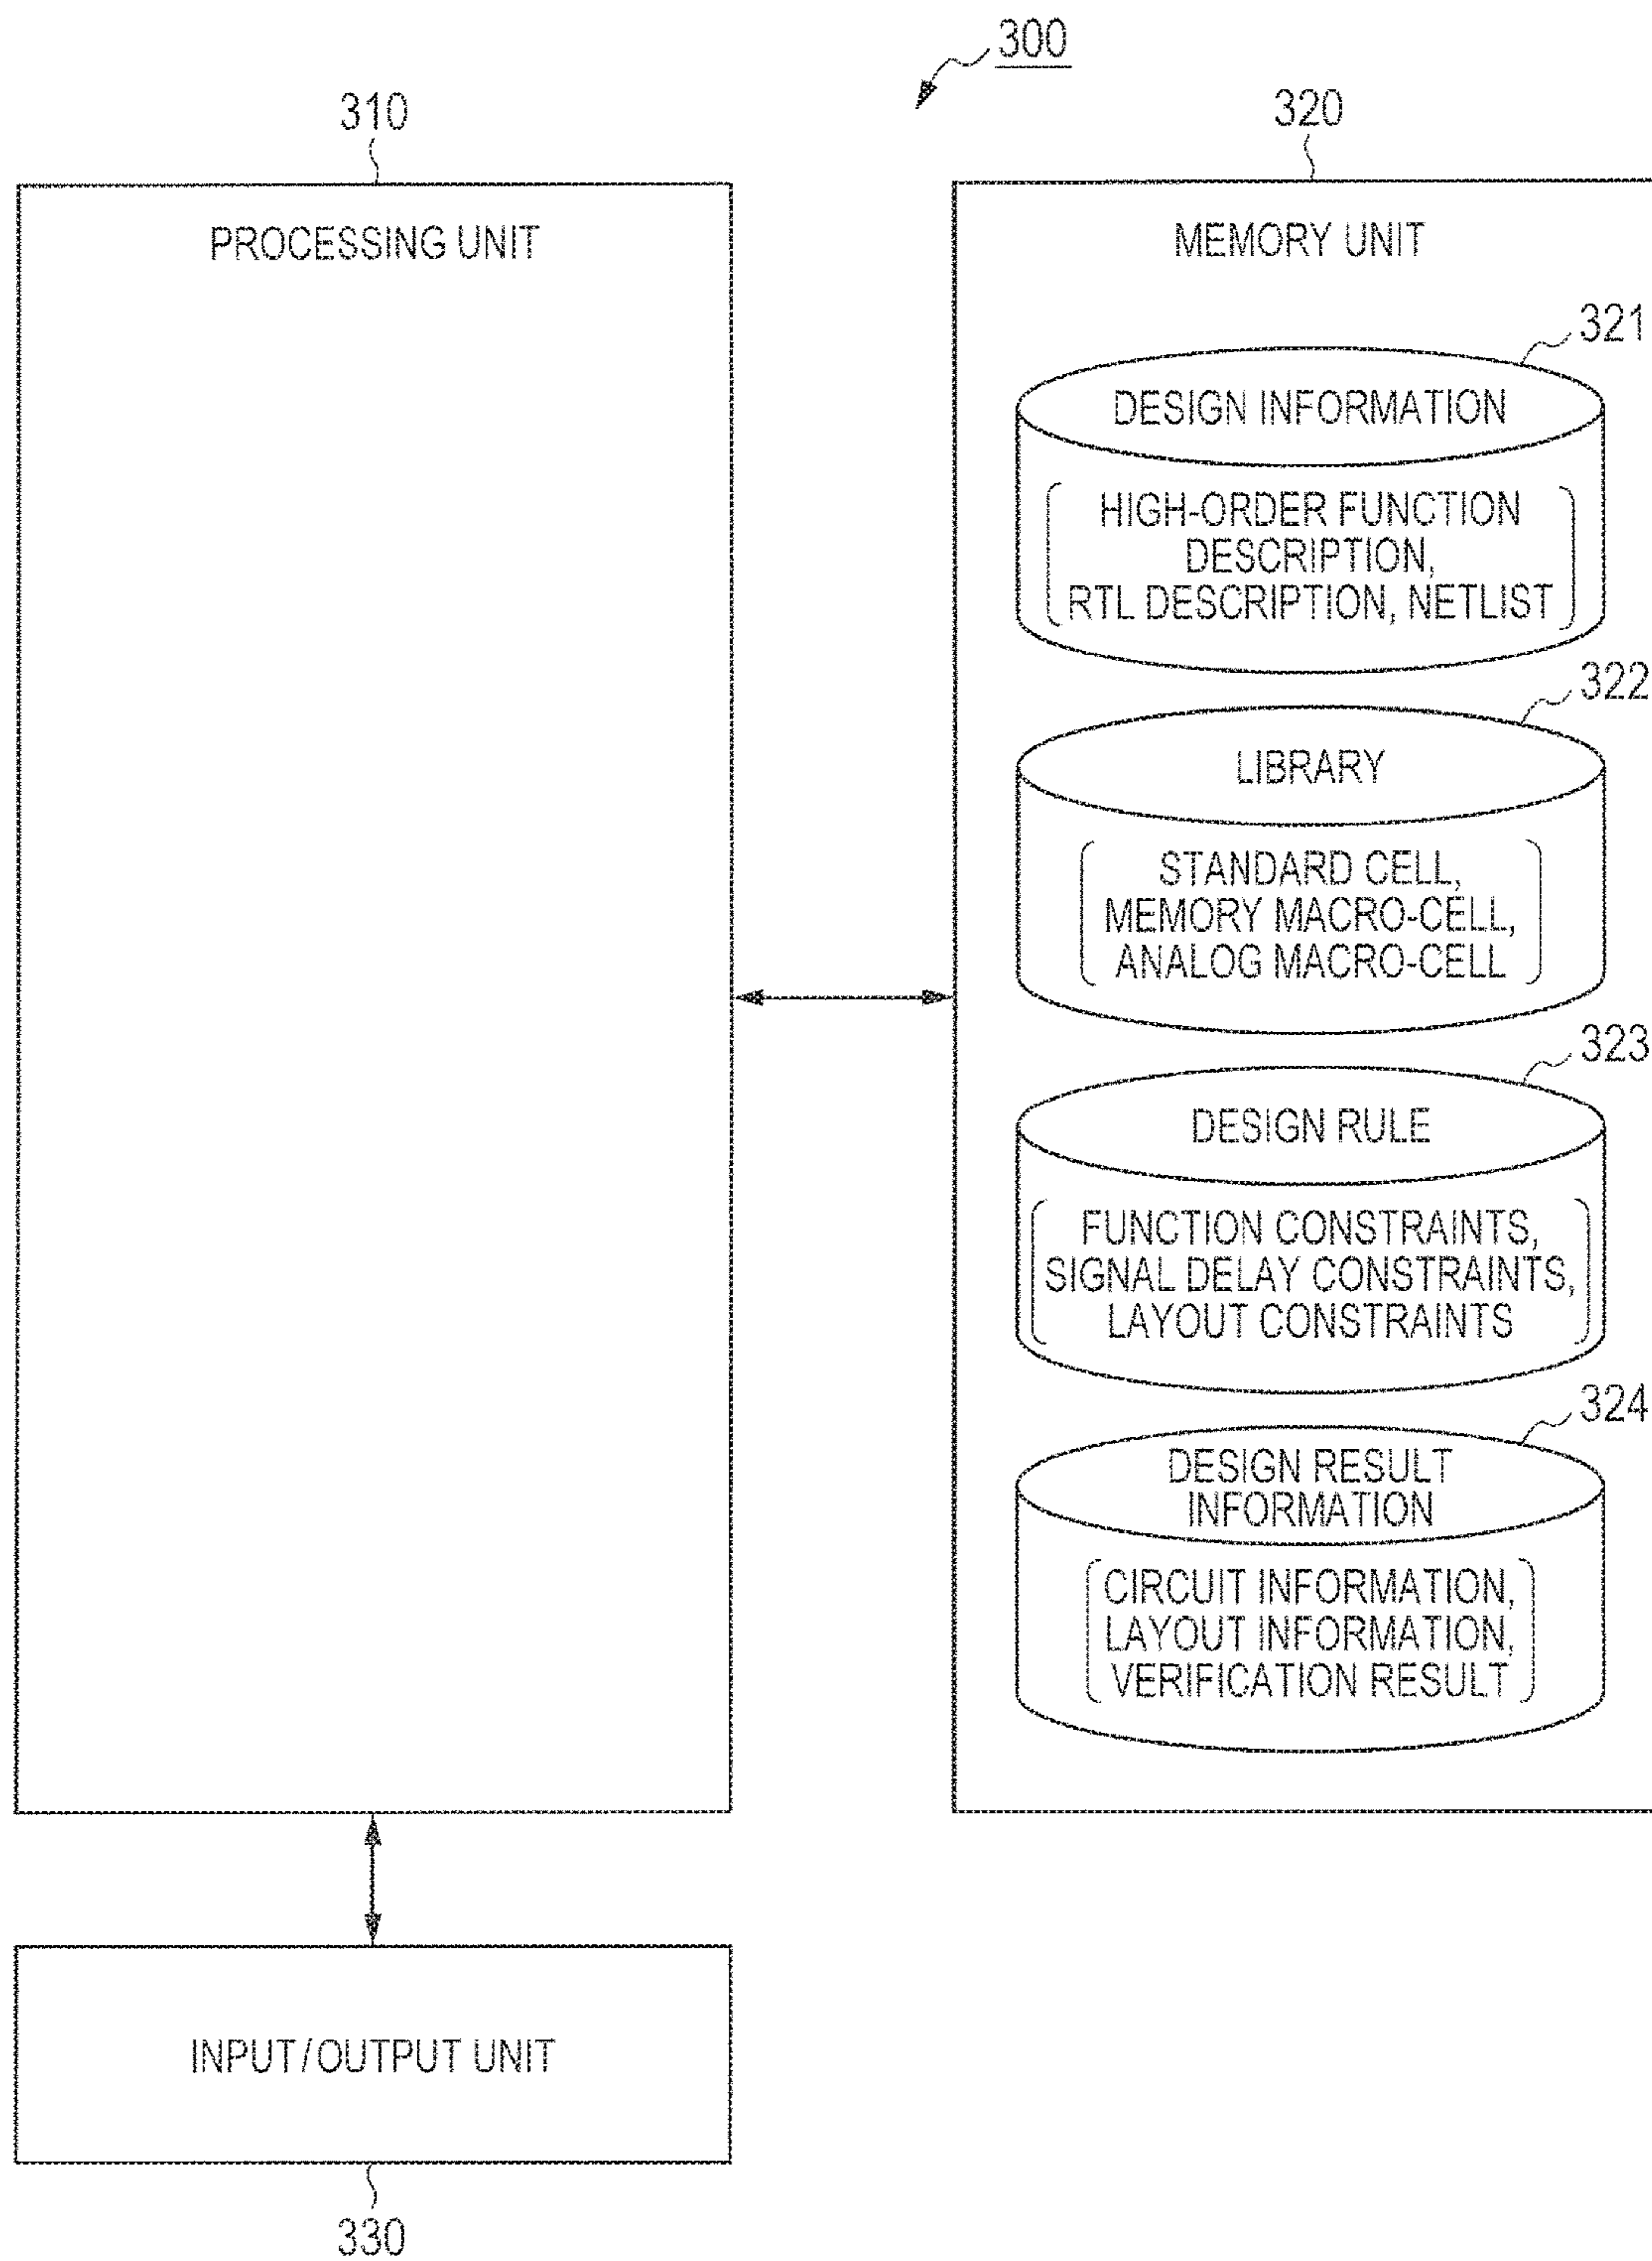 300
310
PROCESSING UNIT
320
MEMORY UNIT
321
DESIGN INFORMATION
HIGH-ORDER FUNCTION
DESCRIPTION,
RTL DESCRIPTION, NETLIST
322
LIBRARY
STANDARD CELL,
MEMORY MACRO-CELL,
ANALOG MACRO-CELL
323
DESIGN RULE
FUNCTION CONSTRAINTS,
SIGNAL DELAY CONSTRAINTS,
LAYOUT CONSTRAINTS
324
DESIGN RESULT
INFORMATION
CIRCUIT INFORMATION,
LAYOUT INFORMATION,
VERIFICATION RESULT
INPUT/OUTPUT UNIT
330